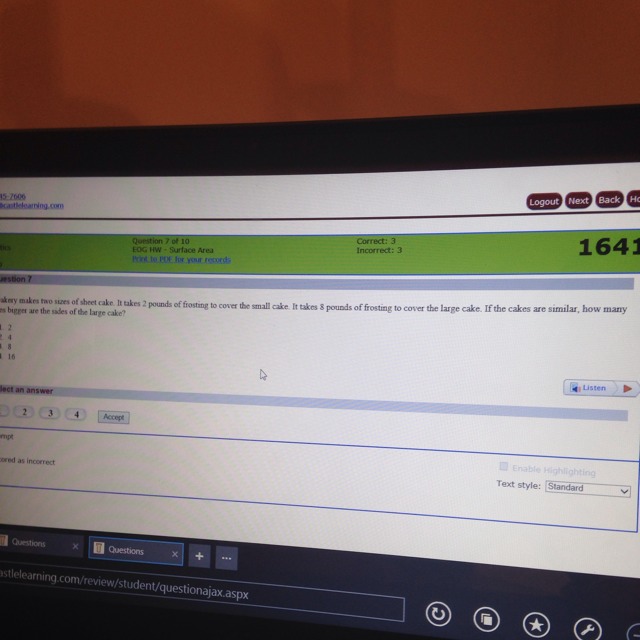 45-7606
castlelearning.com
Logout Next Back
Question 7 of 10
EOG HW - Surface Area
Print to PDF for your records
Correct: 3
Incorrect: 3
1641
uestion 7
akery makes two sizes of sheet cake. It takes 2 pounds of frosting to cover the small cake. It takes 8 pounds of frosting to cover the large cake. If the cakes are similar, how many
es bigger are the sides of the large cake?
2
4
8
16
Listen
lect an answer
2 3 4 Accept
mpt
ored as incorrect
Enable Highlighting
Text style: Standard
Questions
Questions
astlelearning.com/review/student/questionajax.aspx